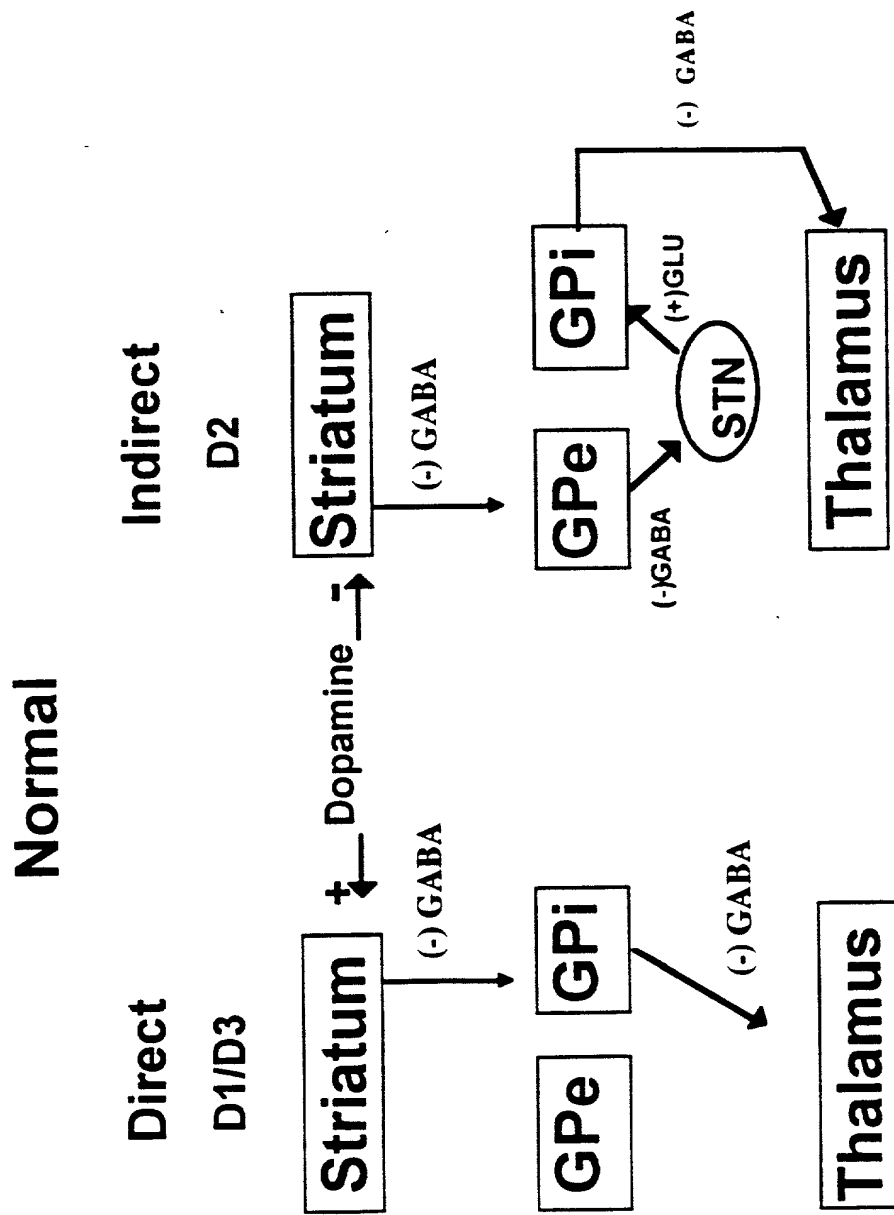 Normal
Direct
Indirect
D1/D3
D2
Striatum
+
Dopamine
-
Striatum
(-) GABA
(-) GABA
GPe
GPi
GPe
GPi
(-)GABA
(+)GLU
STN
(-) GABA
(-) GABA
Thalamus
Thalamus